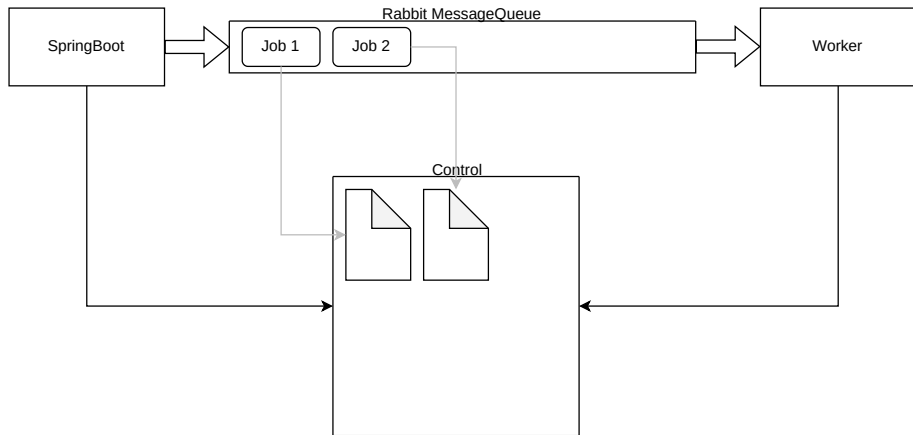 Rabbit MessageQueue
SpringBoot
Job 1
Job 2
Worker
Control